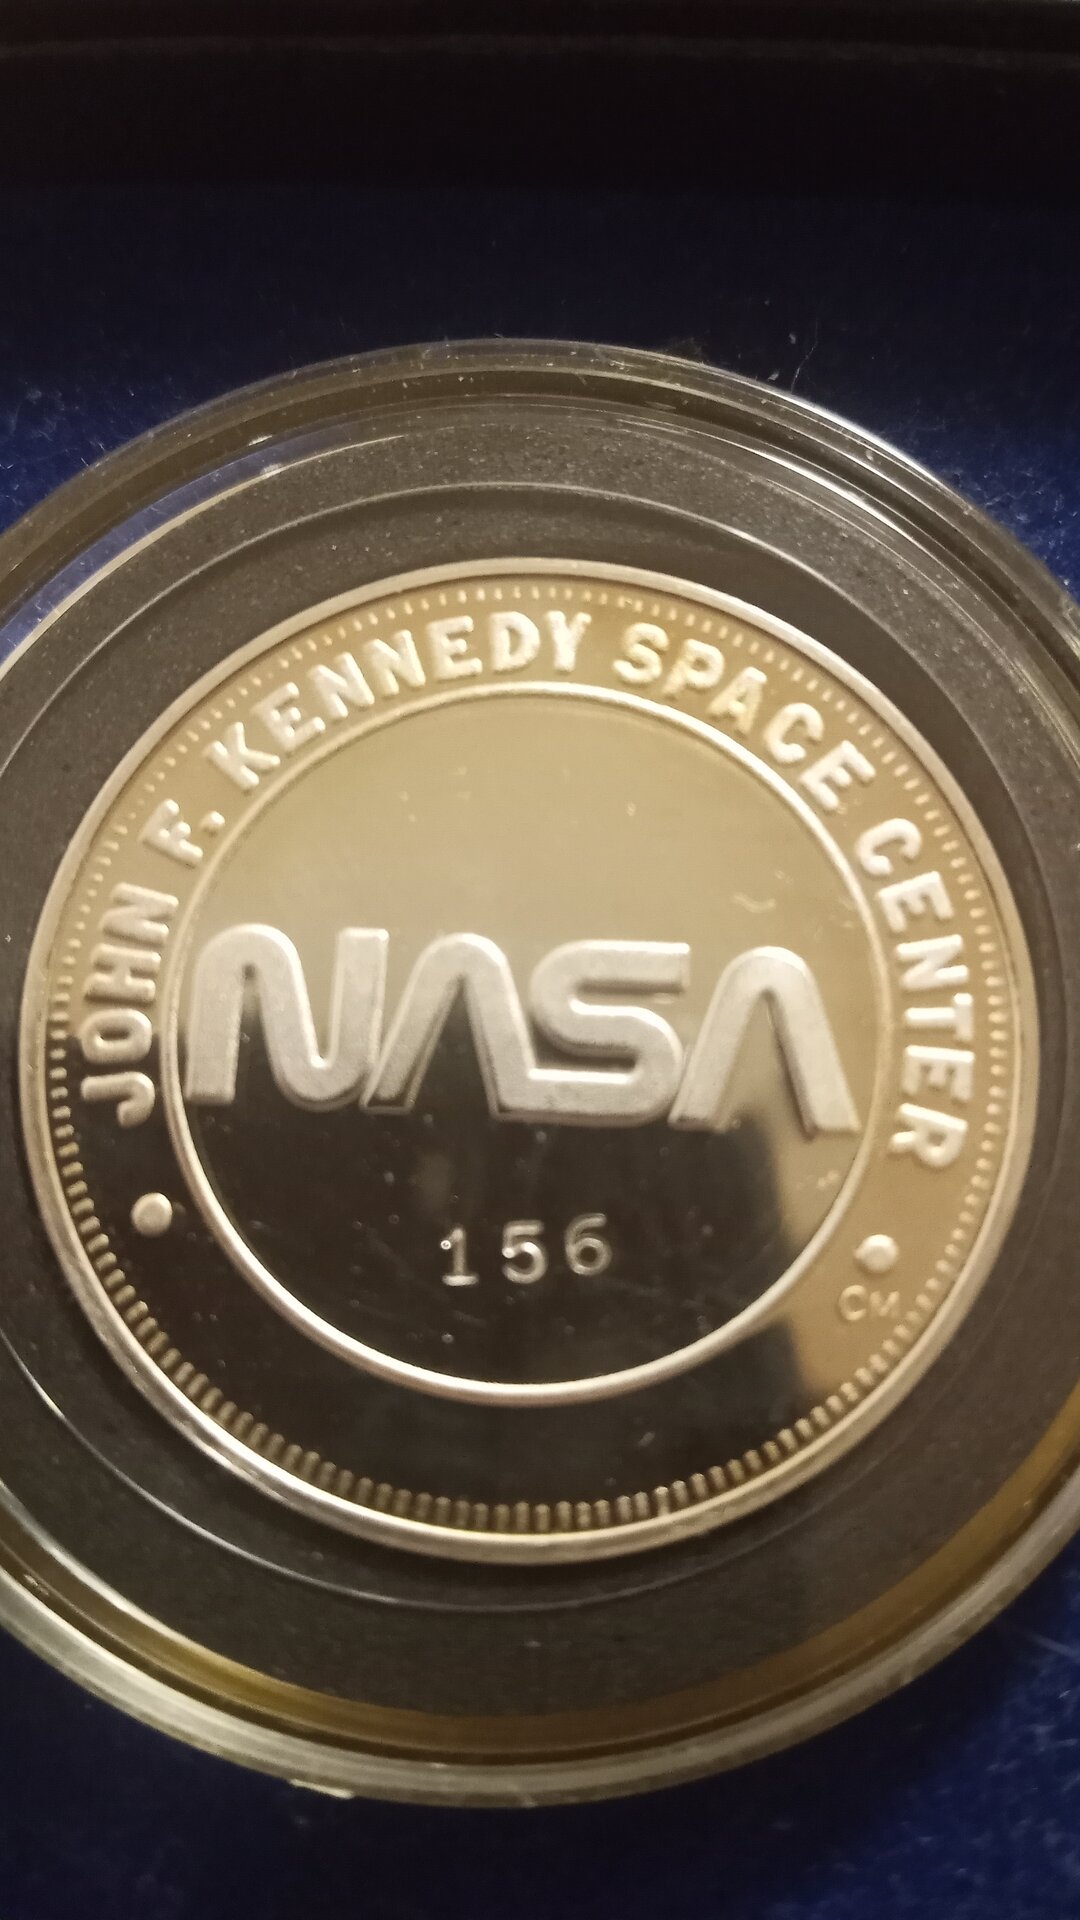 JOHN F. KENNEDY SPACE CENTER
NASA
156
CM